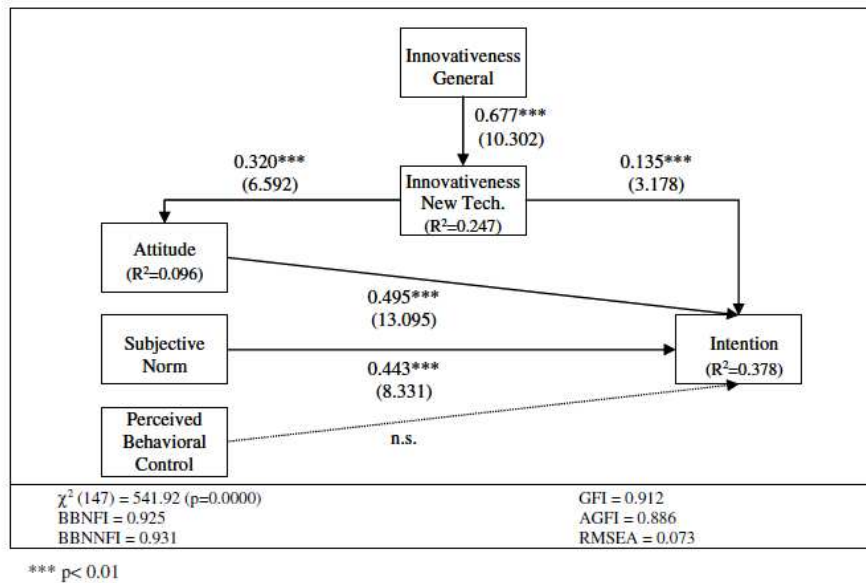 Innovativeness
General
0.677***
(10.302)
0.320***
(6.592)
0.135***
(3.178)
Innovativeness
New Tech.
(R²=0.247)
Attitude
(R²=0.096)
0.495***
(13.095)
Subjective
Norm
0.443***
(8.331)
Intention
(R²=0.378)
Perceived
Behavioral
Control
n.s.
χ² (147) = 541.92 (p=0.0000)
BBNFI = 0.925
BBNNFI = 0.931
GFI = 0.912
AGFI = 0.886
RMSEA = 0.073
*** p< 0.01